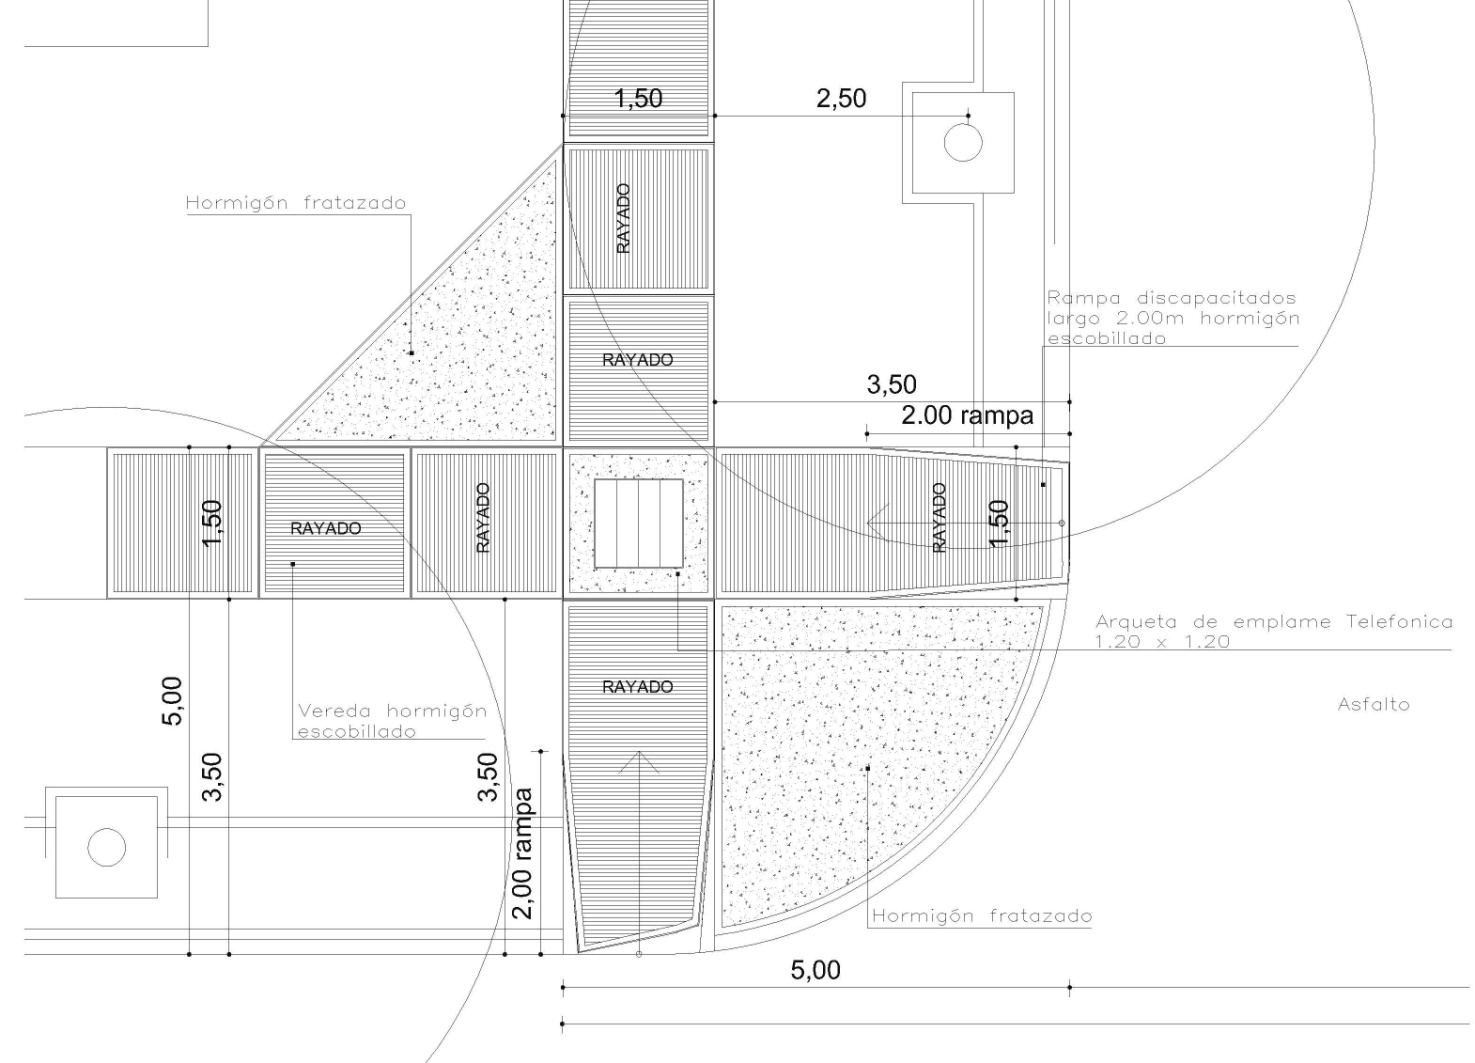 1,50
2,50
RAYADO
Hormigón fratazado
Rampa discapacitados
largo 2.00m hormigón
escobillado
RAYADO
3,50
2.00 rampa
1,50
RAYADO
RAYADO
RAYADO
1,50
Arqueta de emplame Telefonica
1.20 x 1.20
RAYADO
5,00
Vereda hormigón
escobillado
Asfalto
3,50
3,50
2,00 rampa
Hormigón fratazado
5,00